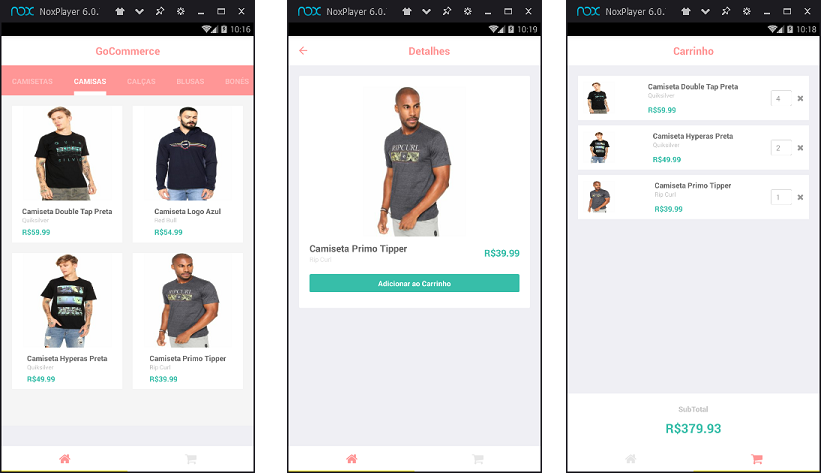 nox NoxPlayer 6.0.
10:16
GoCommerce
CAMISETAS CAMISAS CALÇAS BLUSAS BONÉS
Camiseta Double Tap Preta
Quiksilver
R$59.99
Camiseta Logo Azul
Red Bull
R$54.99
Camiseta Hyperas Preta
Quiksilver
R$49.99
Camiseta Primo Tipper
Rip Curl
R$39.99
nox NoxPlayer 6.0.
10:19
Detalhes
RIPCURL
Camiseta Primo Tipper
Rip Curl
R$39.99
Adicionar ao Carrinho
nox NoxPlayer 6.0.
10:18
Carrinho
Camiseta Double Tap Preta
Quiksilver
R$59.99
4
Camiseta Hyperas Preta
Quiksilver
R$49.99
2
Camiseta Primo Tipper
Rip Curl
R$39.99
1
SubTotal
R$379.93